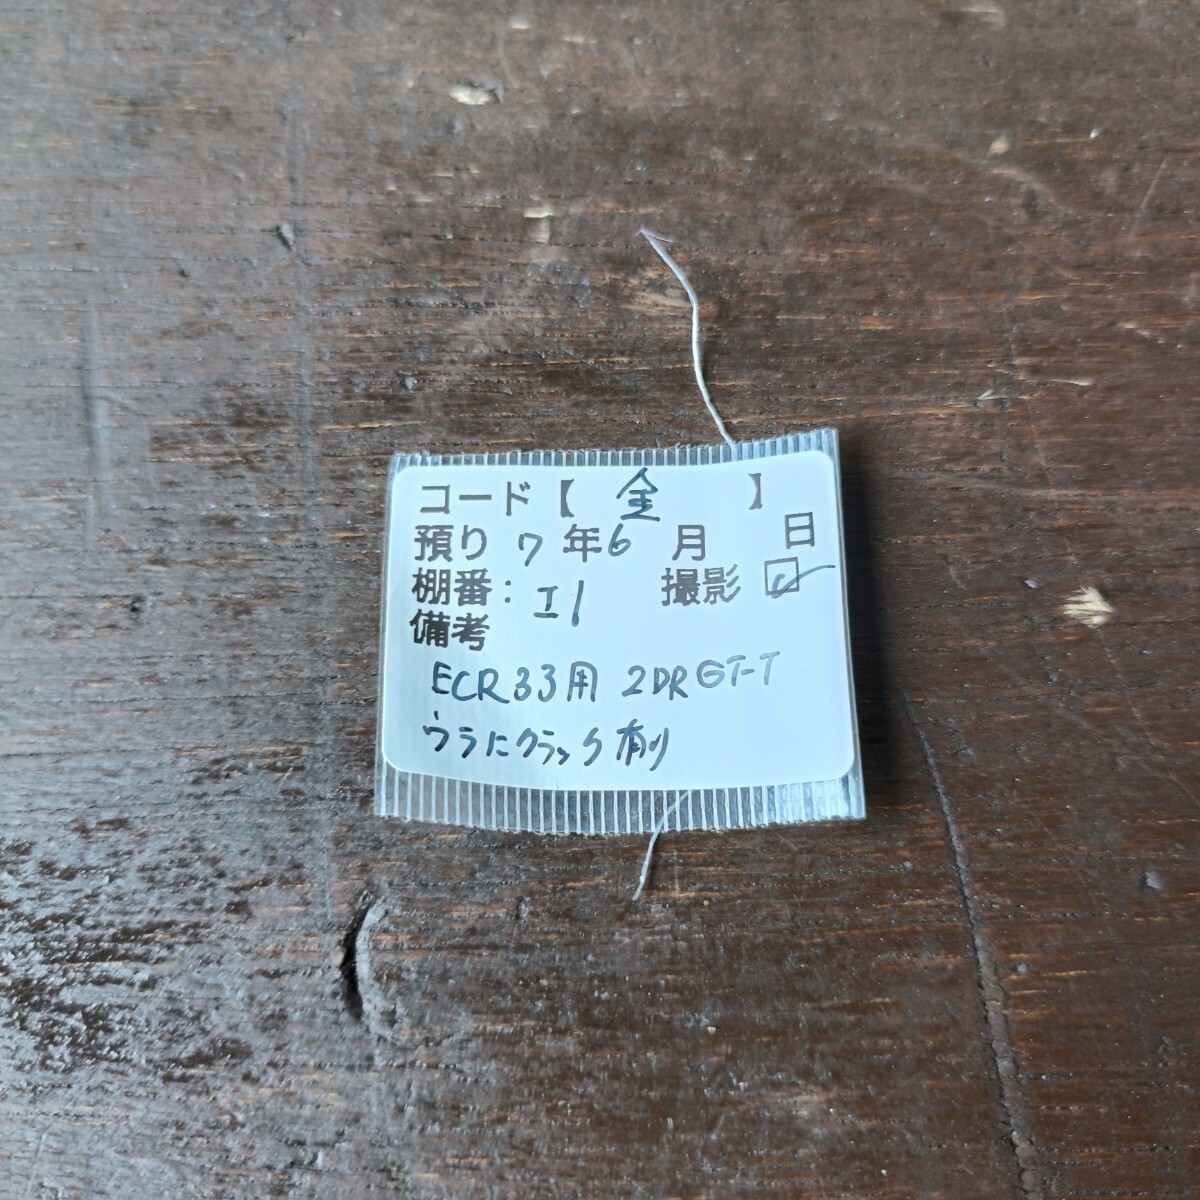 コード【 金 】
預り 7年6月 日
棚番：I1 撮影 ☑
備考
ECR33用 2DR GT-T
ウラにクラック有り